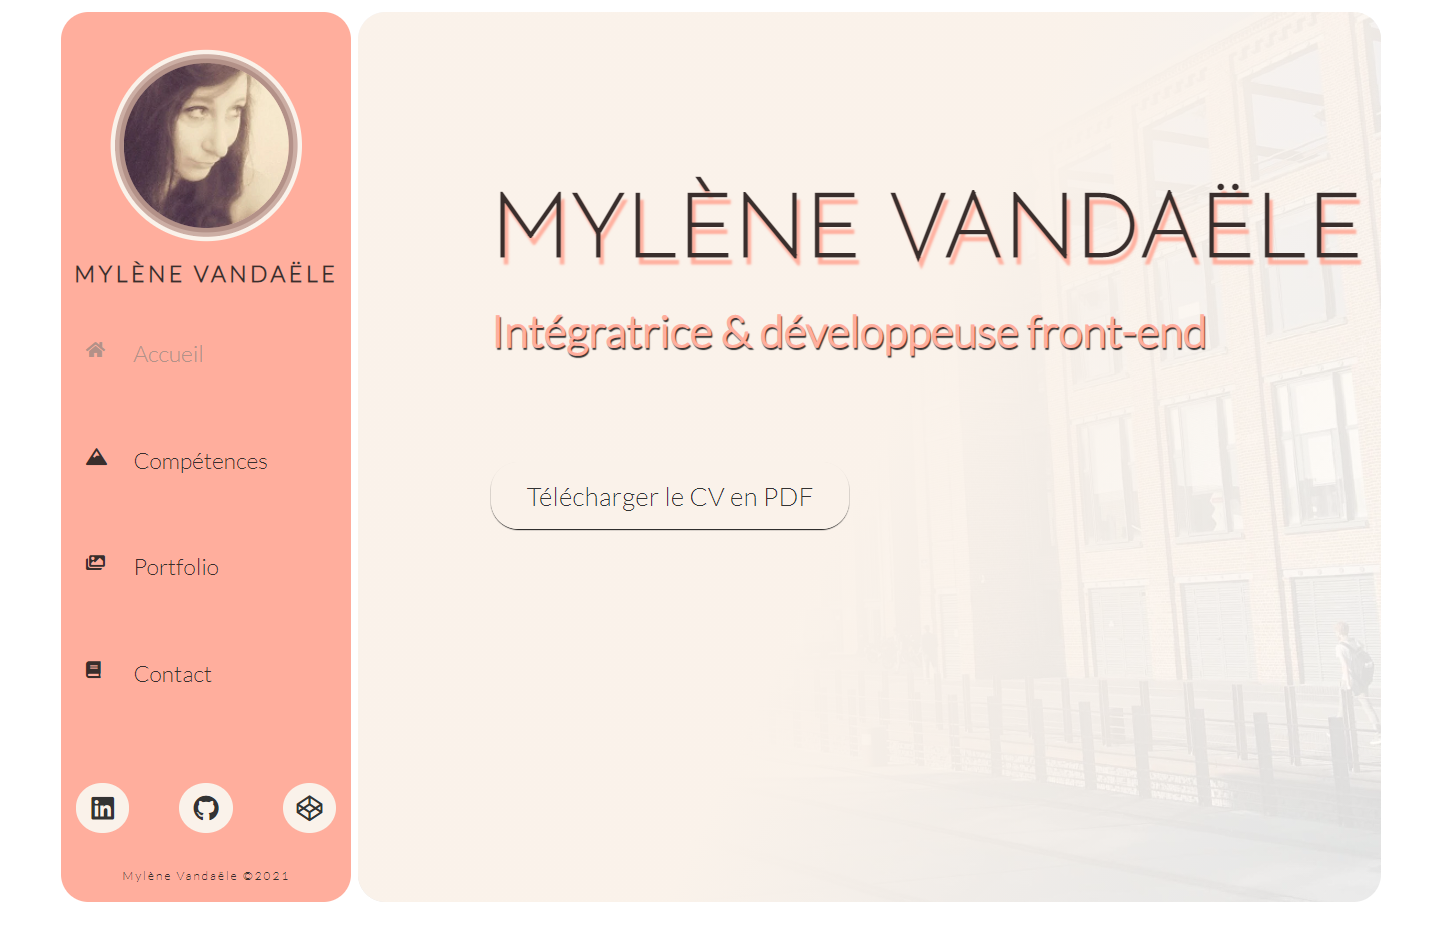 MYLÈNE VANDAËLE
Accueil
Compétences
Portfolio
Contact
Mylène Vandaële ©2021
MYLÈNE VANDAËLE
Intégratrice & développeuse front-end
Télécharger le CV en PDF